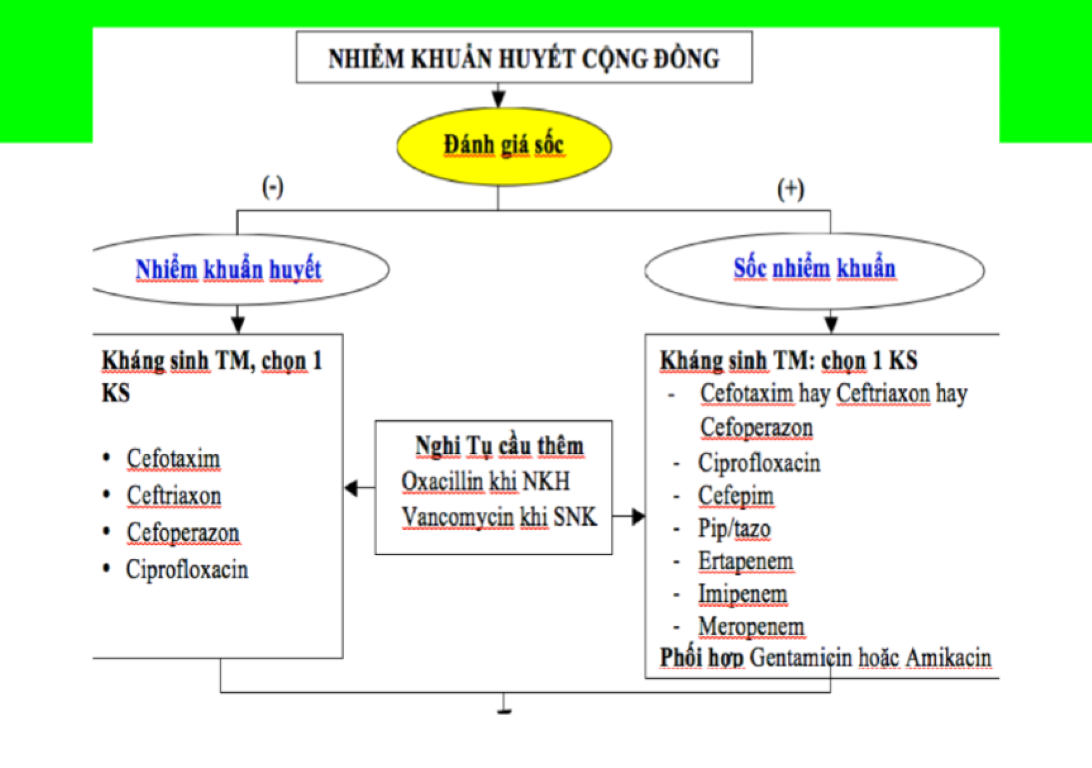 NHIỄM KHUẨN HUYẾT CỘNG ĐỒNG
Đánh giá sốc
(-)
(+)
Nhiễm khuẩn huyết
Sốc nhiễm khuẩn
Kháng sinh TM, chọn 1
KS
• Cefotaxim
• Ceftriaxon
• Cefoperazon
• Ciprofloxacin
Nghi Tụ cầu thêm
Oxacillin khi NKH
Vancomycin khi SNK
Kháng sinh TM: chọn 1 KS
- Cefotaxim hay Ceftriaxon hay
Cefoperazon
- Ciprofloxacin
- Cefepim
- Pip/tazo
- Ertapenem
- Imipenem
- Meropenem
Phối hợp Gentamicin hoặc Amikacin